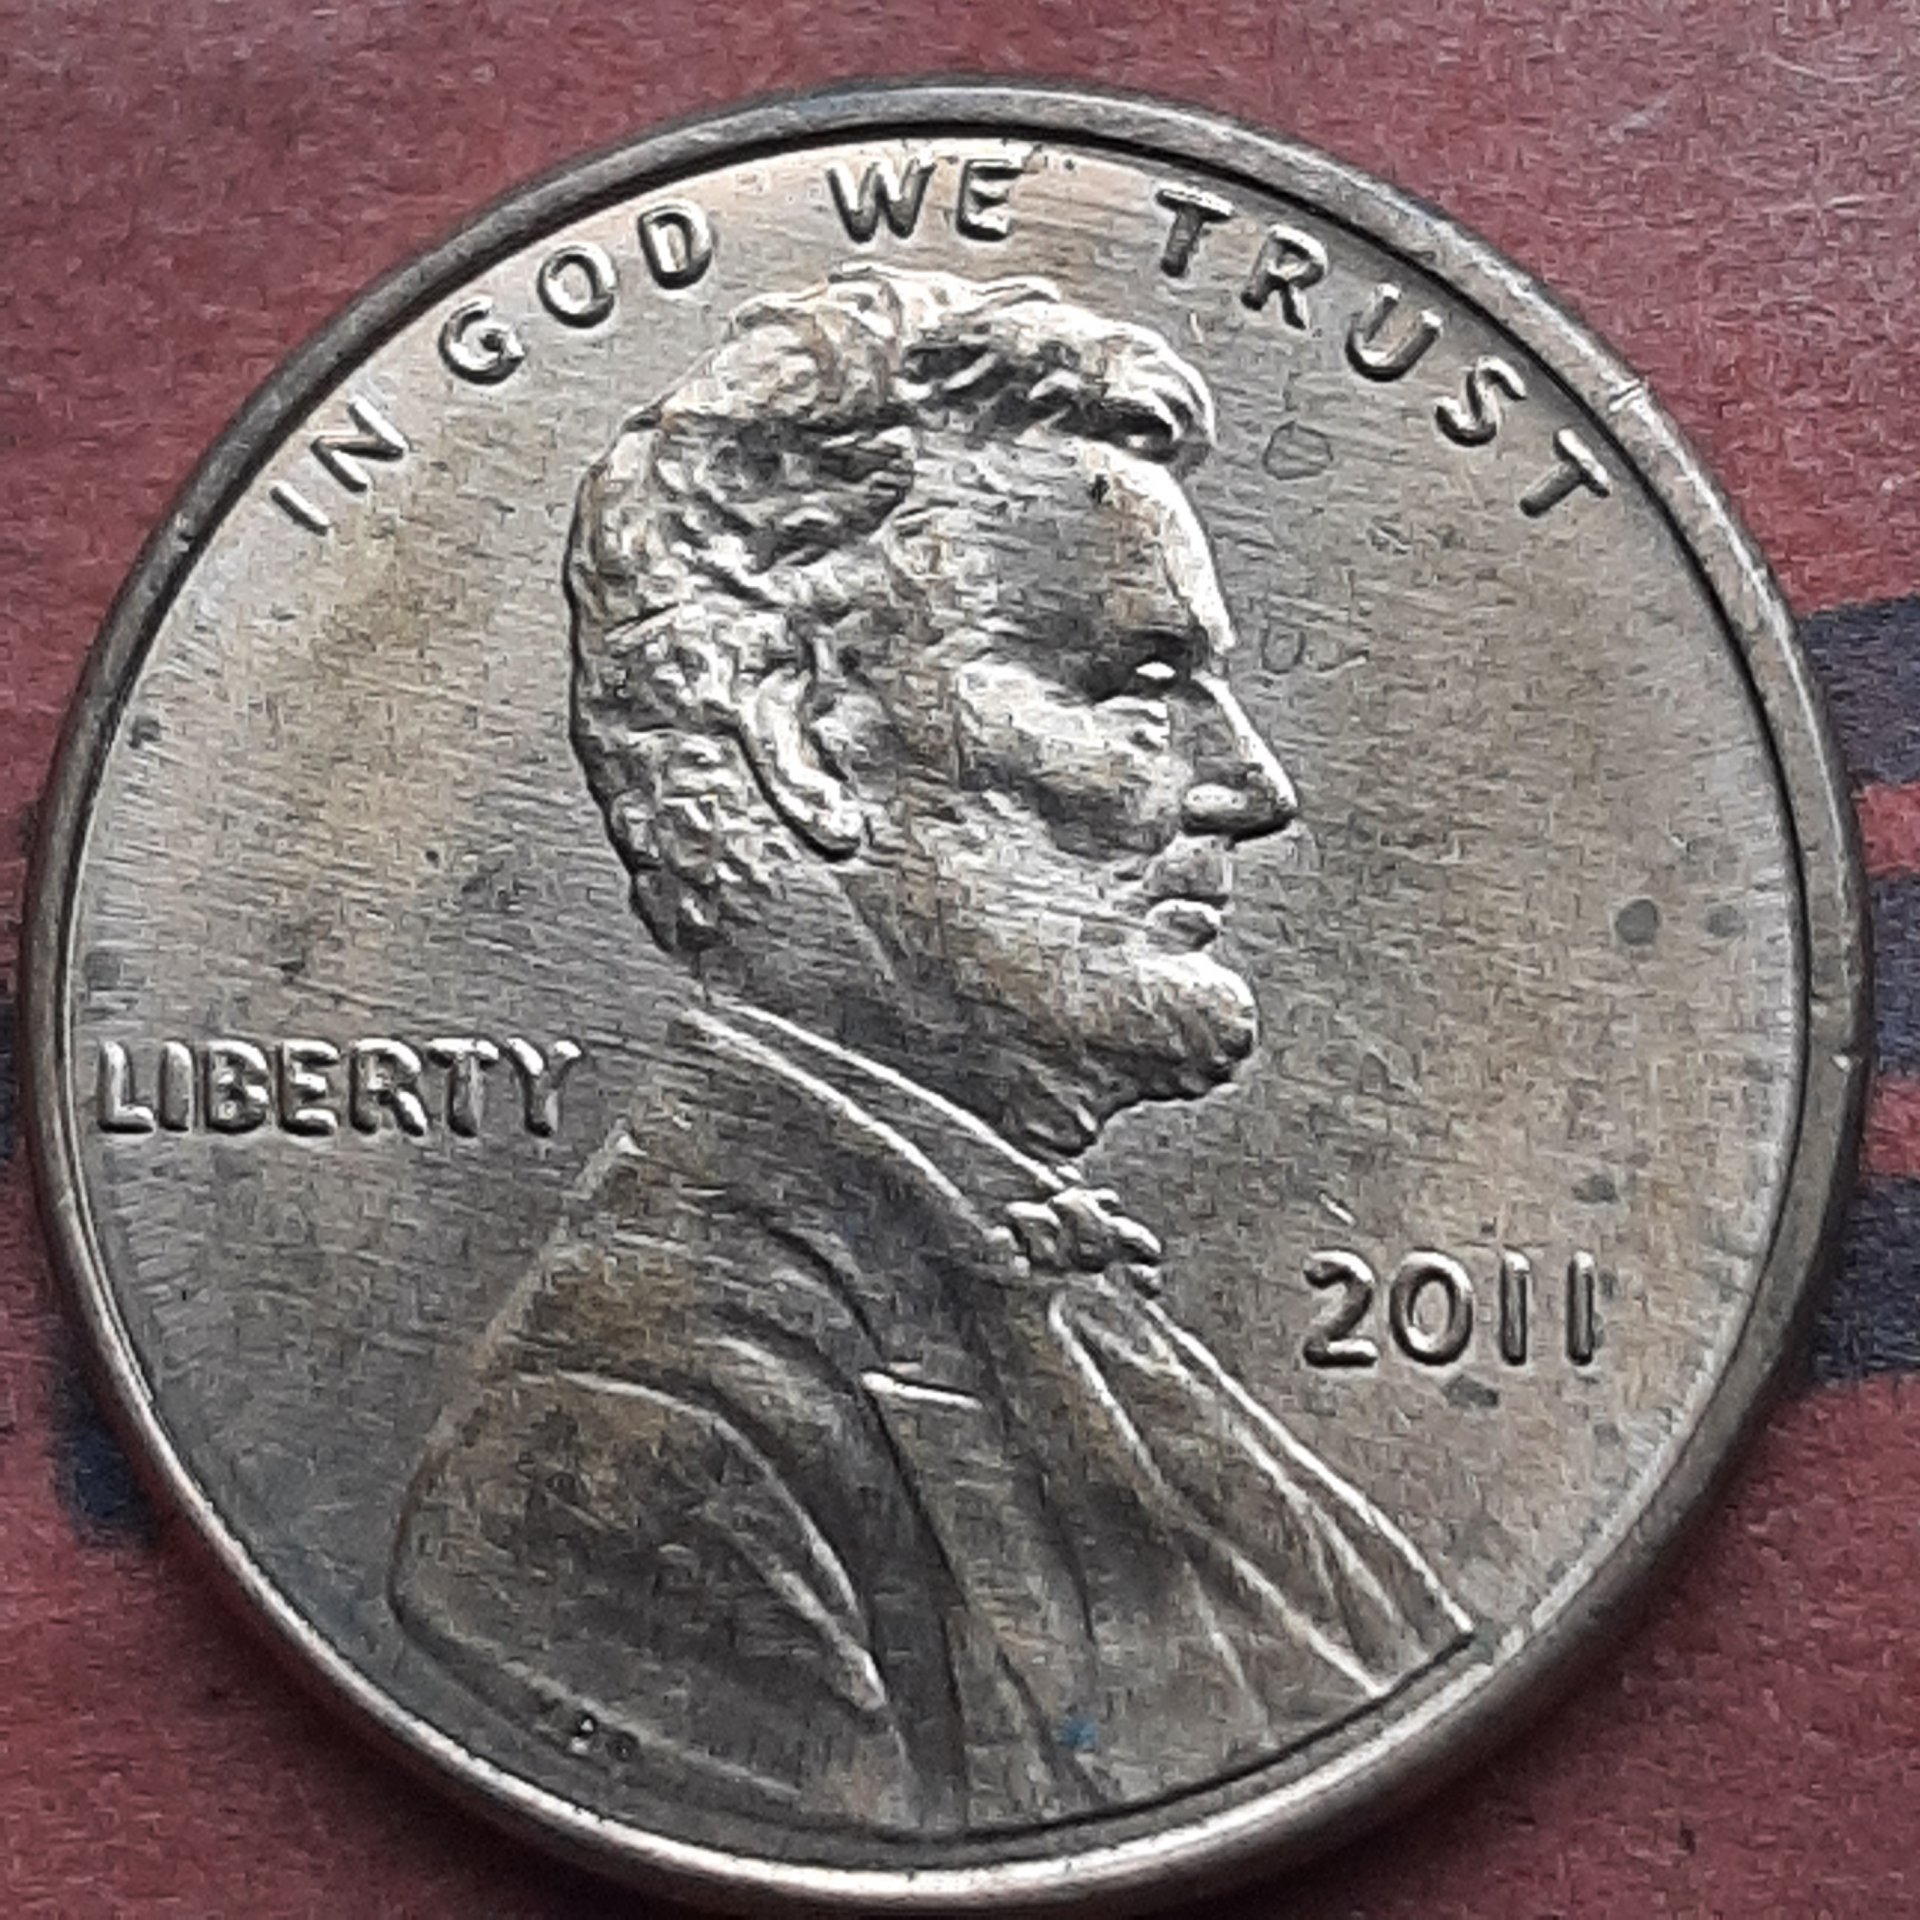 IN GOD WE TRUST
LIBERTY
2011